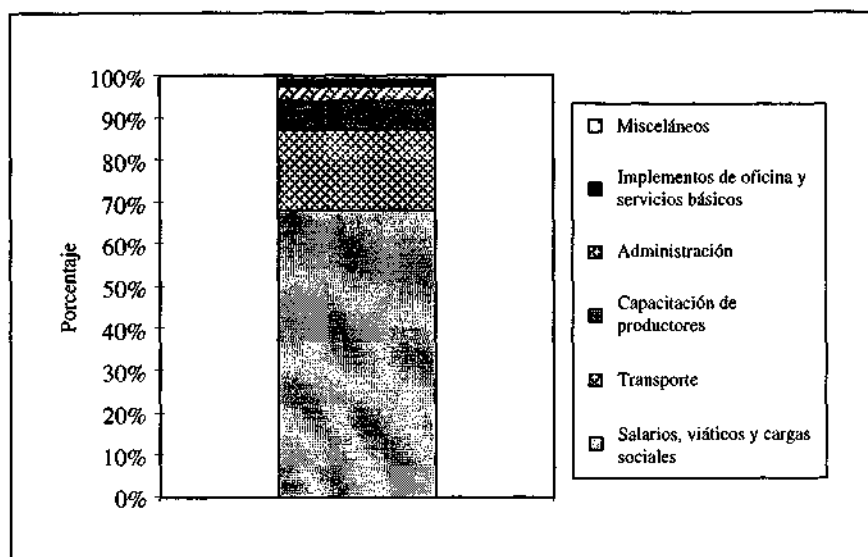 100%
90%
80%
70%
60%
50%
40%
30%
20%
10%
0%
Porcentaje
Misceláneos
Implementos de oficina y
servicios básicos
Administración
Capacitación de
productores
Transporte
Salarios, viáticos y cargas
sociales